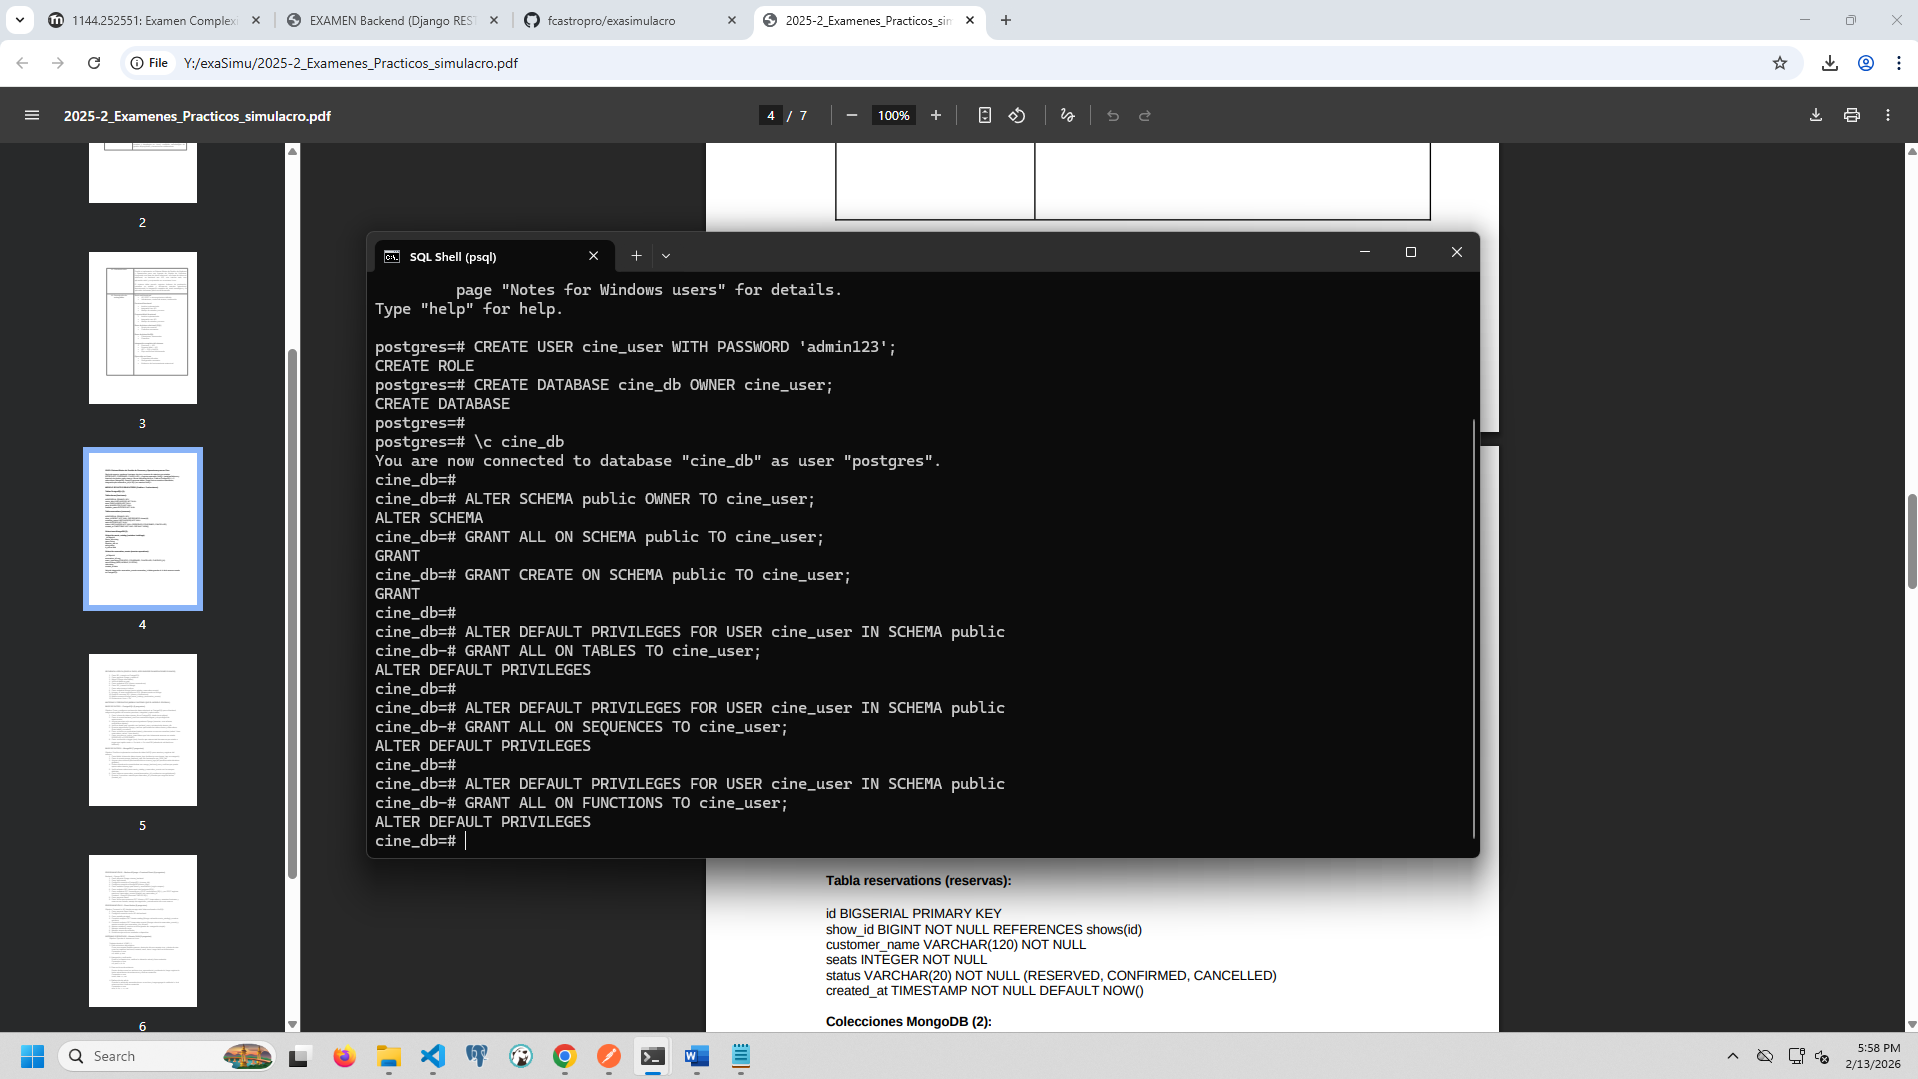 1144.252551: Examen Complexi
EXAMEN Backend (Django REST
fcastropro/exasimulacro
2025-2_Examenes_Practicos_sim
File
Y:/exaSimu/2025-2_Examenes_Practicos_simulacro.pdf
2025-2_Examenes_Practicos_simulacro.pdf
4 / 7
100%
2
3
4
5
6
SQL Shell (psql)
page "Notes for Windows users" for details.
Type "help" for help.
postgres=# CREATE USER cine_user WITH PASSWORD 'admin123';
CREATE ROLE
postgres=# CREATE DATABASE cine_db OWNER cine_user;
CREATE DATABASE
postgres=#
postgres=# \c cine_db
You are now connected to database "cine_db" as user "postgres".
cine_db=#
cine_db=# ALTER SCHEMA public OWNER TO cine_user;
ALTER SCHEMA
cine_db=# GRANT ALL ON SCHEMA public TO cine_user;
GRANT
cine_db=# GRANT CREATE ON SCHEMA public TO cine_user;
GRANT
cine_db=#
cine_db=# ALTER DEFAULT PRIVILEGES FOR USER cine_user IN SCHEMA public
cine_db-# GRANT ALL ON TABLES TO cine_user;
ALTER DEFAULT PRIVILEGES
cine_db=#
cine_db=# ALTER DEFAULT PRIVILEGES FOR USER cine_user IN SCHEMA public
cine_db-# GRANT ALL ON SEQUENCES TO cine_user;
ALTER DEFAULT PRIVILEGES
cine_db=#
cine_db=# ALTER DEFAULT PRIVILEGES FOR USER cine_user IN SCHEMA public
cine_db-# GRANT ALL ON FUNCTIONS TO cine_user;
ALTER DEFAULT PRIVILEGES
cine_db=#
Tabla reservations (reservas):
id BIGSERIAL PRIMARY KEY
show_id BIGINT NOT NULL REFERENCES shows(id)
customer_name VARCHAR(120) NOT NULL
seats INTEGER NOT NULL
status VARCHAR(20) NOT NULL (RESERVED, CONFIRMED, CANCELLED)
created_at TIMESTAMP NOT NULL DEFAULT NOW()
Colecciones MongoDB (2):
Search
5:58 PM
2/13/2026